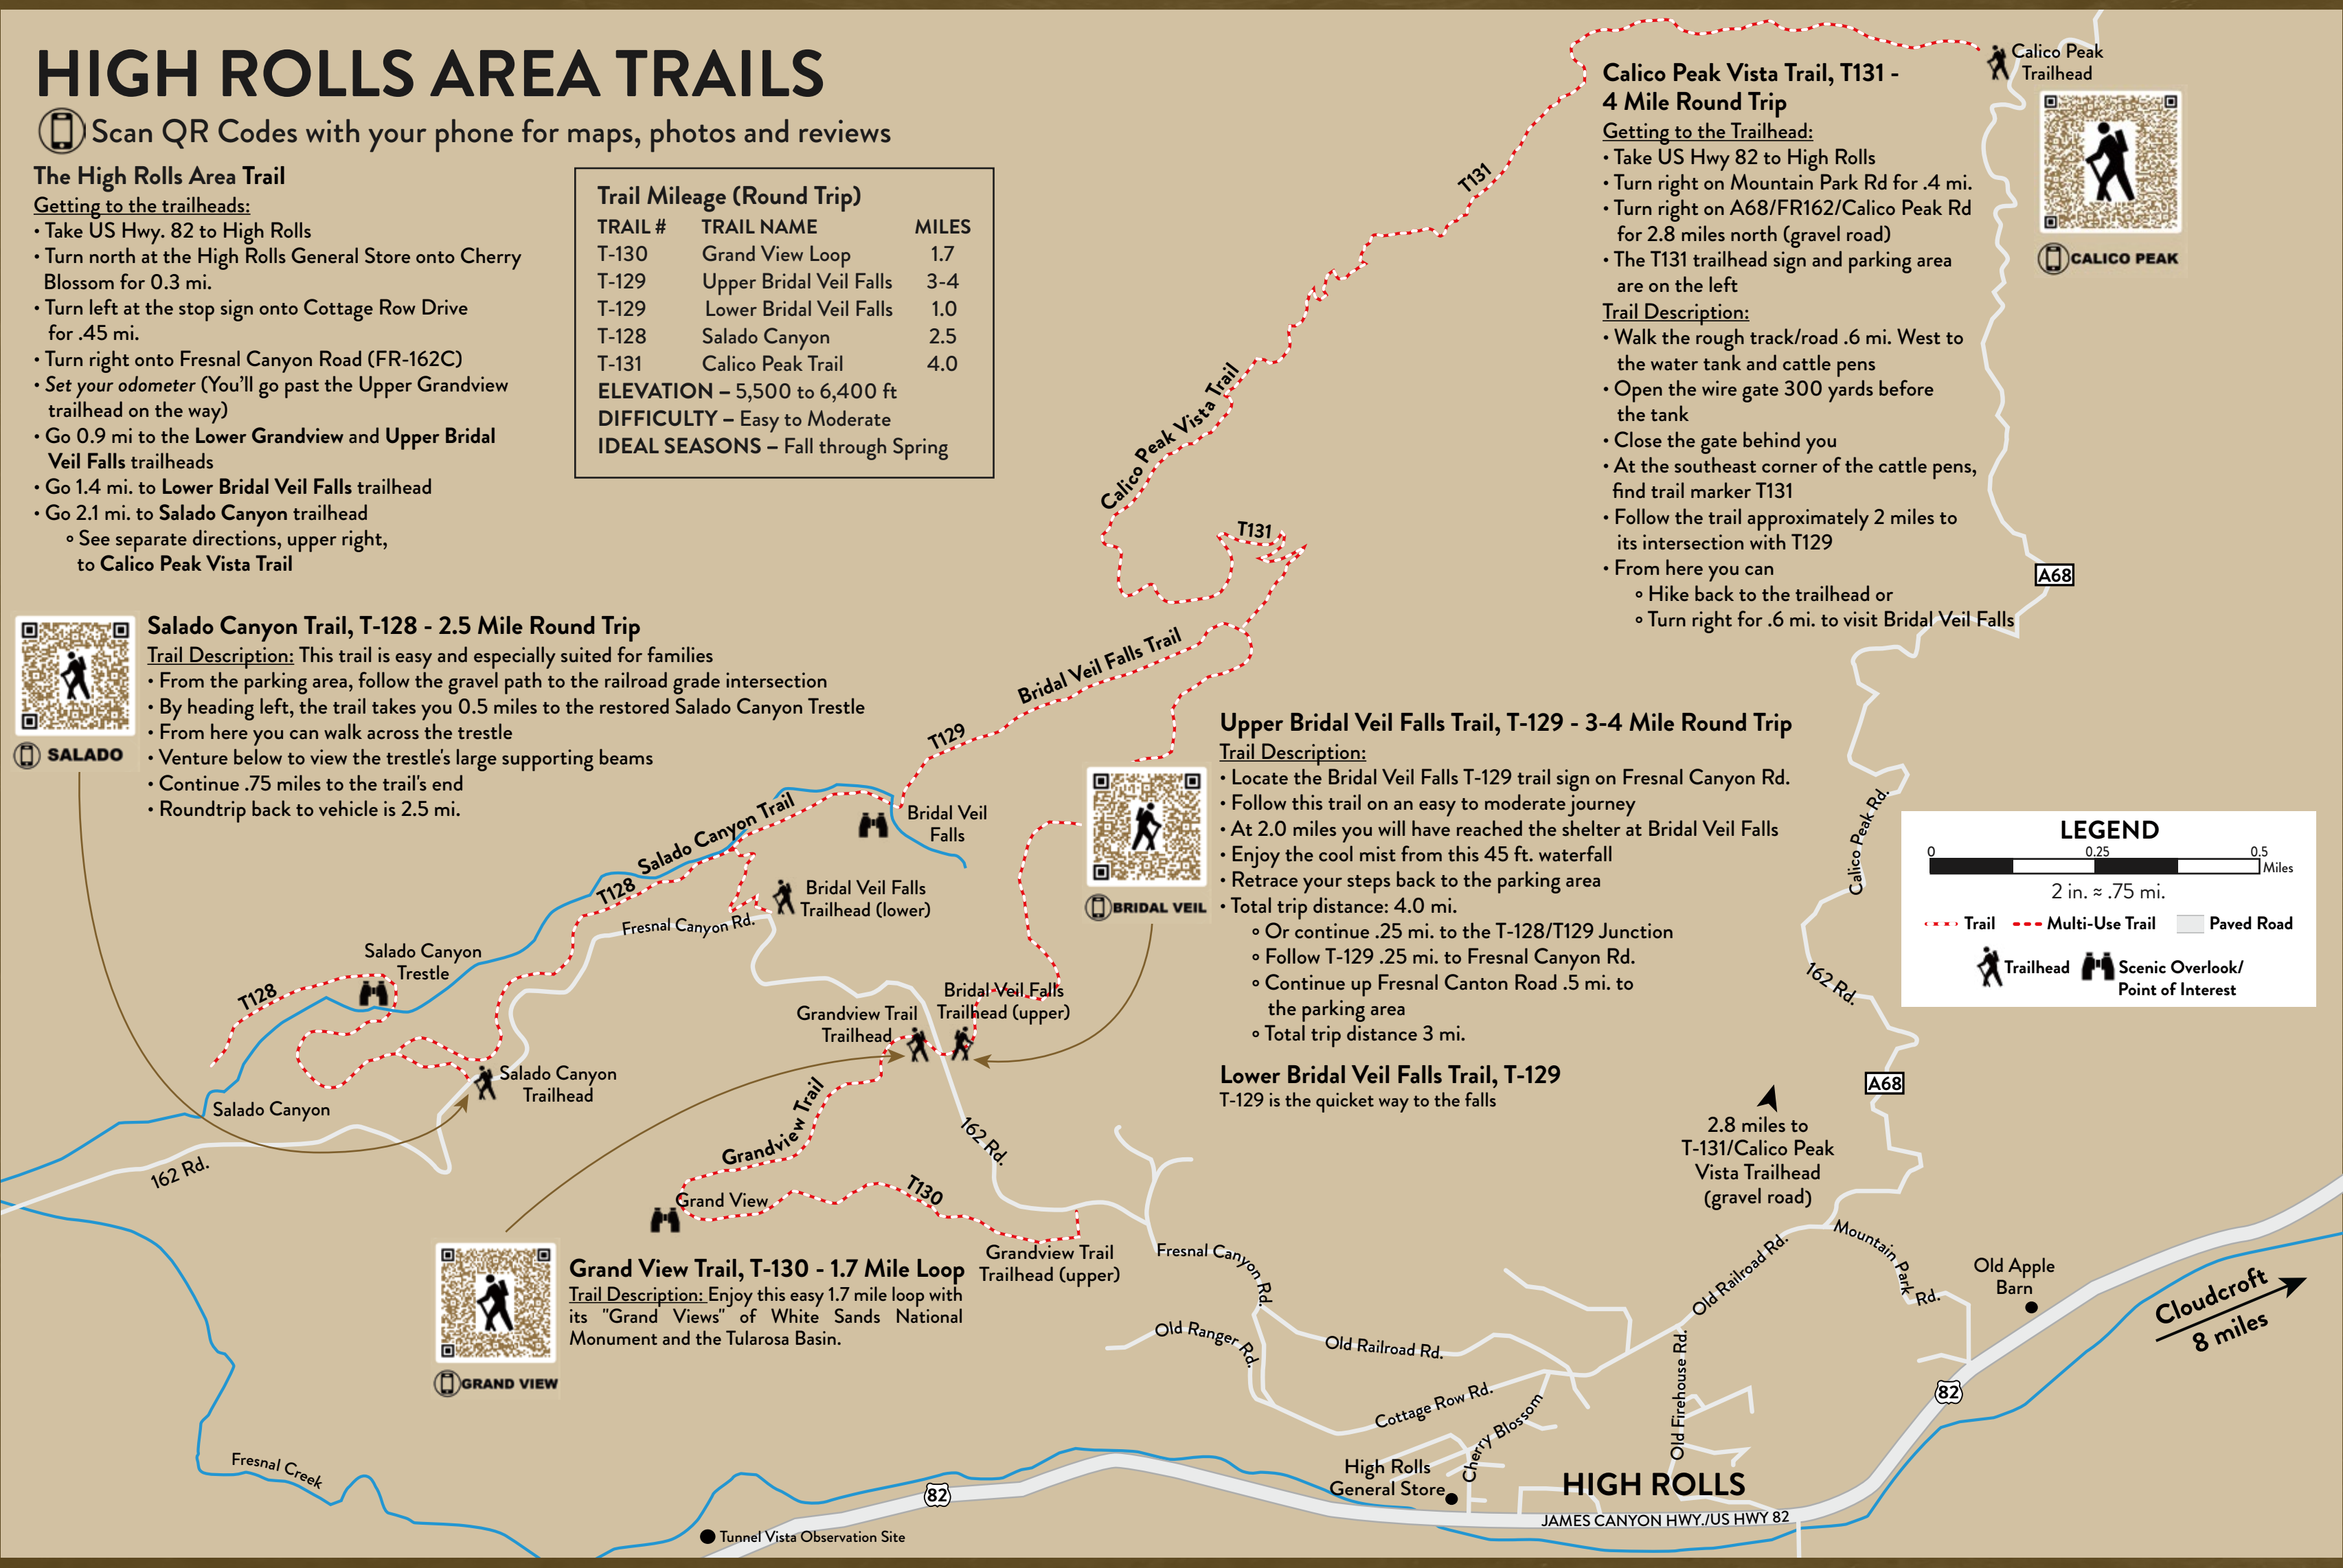 HIGH ROLLS AREA TRAILS
Scan QR Codes with your phone for maps, photos and reviews
The High Rolls Area Trail
Getting to the trailheads:
• Take US Hwy. 82 to High Rolls
• Turn north at the High Rolls General Store onto Cherry
Blossom for 0.3 mi.
• Turn left at the stop sign onto Cottage Row Drive
for .45 mi.
• Turn right onto Fresnal Canyon Road (FR-162C)
• Set your odometer (You'll go past the Upper Grandview
trailhead on the way)
• Go 0.9 mi to the Lower Grandview and Upper Bridal
Veil Falls trailheads
• Go 1.4 mi. to Lower Bridal Veil Falls trailhead
• Go 2.1 mi. to Salado Canyon trailhead
° See separate directions, upper right,
to Calico Peak Vista Trail
Trail Mileage (Round Trip)
TRAIL # TRAIL NAME MILES
T-130 Grand View Loop 1.7
T-129 Upper Bridal Veil Falls 3-4
T-129 Lower Bridal Veil Falls 1.0
T-128 Salado Canyon 2.5
T-131 Calico Peak Trail 4.0
ELEVATION – 5,500 to 6,400 ft
DIFFICULTY – Easy to Moderate
IDEAL SEASONS – Fall through Spring
Calico Peak Vista Trail, T131 -
4 Mile Round Trip
Getting to the Trailhead:
• Take US Hwy 82 to High Rolls
• Turn right on Mountain Park Rd for .4 mi.
• Turn right on A68/FR162/Calico Peak Rd
for 2.8 miles north (gravel road)
• The T131 trailhead sign and parking area
are on the left
Trail Description:
• Walk the rough track/road .6 mi. West to
the water tank and cattle pens
• Open the wire gate 300 yards before
the tank
• Close the gate behind you
• At the southeast corner of the cattle pens,
find trail marker T131
• Follow the trail approximately 2 miles to
its intersection with T129
• From here you can
° Hike back to the trailhead or
° Turn right for .6 mi. to visit Bridal Veil Falls
Calico Peak
Trailhead
CALICO PEAK
T131
Calico Peak Vista Trail
T131
A68
Salado Canyon Trail, T-128 - 2.5 Mile Round Trip
Trail Description: This trail is easy and especially suited for families
• From the parking area, follow the gravel path to the railroad grade intersection
• By heading left, the trail takes you 0.5 miles to the restored Salado Canyon Trestle
• From here you can walk across the trestle
• Venture below to view the trestle's large supporting beams
• Continue .75 miles to the trail's end
• Roundtrip back to vehicle is 2.5 mi.
SALADO
Bridal Veil Falls Trail
T129
Upper Bridal Veil Falls Trail, T-129 - 3-4 Mile Round Trip
Trail Description:
• Locate the Bridal Veil Falls T-129 trail sign on Fresnal Canyon Rd.
• Follow this trail on an easy to moderate journey
• At 2.0 miles you will have reached the shelter at Bridal Veil Falls
• Enjoy the cool mist from this 45 ft. waterfall
• Retrace your steps back to the parking area
• Total trip distance: 4.0 mi.
° Or continue .25 mi. to the T-128/T129 Junction
° Follow T-129 .25 mi. to Fresnal Canyon Rd.
° Continue up Fresnal Canton Road .5 mi. to
the parking area
° Total trip distance 3 mi.
BRIDAL VEIL
Lower Bridal Veil Falls Trail, T-129
T-129 is the quicket way to the falls
Calico Peak Rd.
LEGEND
0 0.25 0.5
Miles
2 in. ≈ .75 mi.
Trail Multi-Use Trail Paved Road
Trailhead Scenic Overlook/
Point of Interest
162 Rd.
A68
2.8 miles to
T-131/Calico Peak
Vista Trailhead
(gravel road)
Salado Canyon Trail
T128
Bridal Veil
Falls
Bridal Veil Falls
Trailhead (lower)
Fresnal Canyon Rd.
Salado Canyon
Trestle
T128
Bridal Veil Falls
Trailhead (upper)
Grandview Trail
Trailhead
Salado Canyon
Trailhead
Salado Canyon
162 Rd.
Grandview Trail
162 Rd.
Grand View
T130
Grandview Trail
Trailhead (upper)
Grand View Trail, T-130 - 1.7 Mile Loop
Trail Description: Enjoy this easy 1.7 mile loop with
its "Grand Views" of White Sands National
Monument and the Tularosa Basin.
GRAND VIEW
Fresnal Canyon Rd.
Old Ranger Rd.
Old Railroad Rd.
Old Railroad Rd.
Mountain Park Rd.
Old Apple
Barn
Cloudcroft
8 miles
Cottage Row Rd.
Cherry Blossom
Old Firehouse Rd.
82
High Rolls
General Store
HIGH ROLLS
JAMES CANYON HWY./US HWY 82
Fresnal Creek
82
Tunnel Vista Observation Site